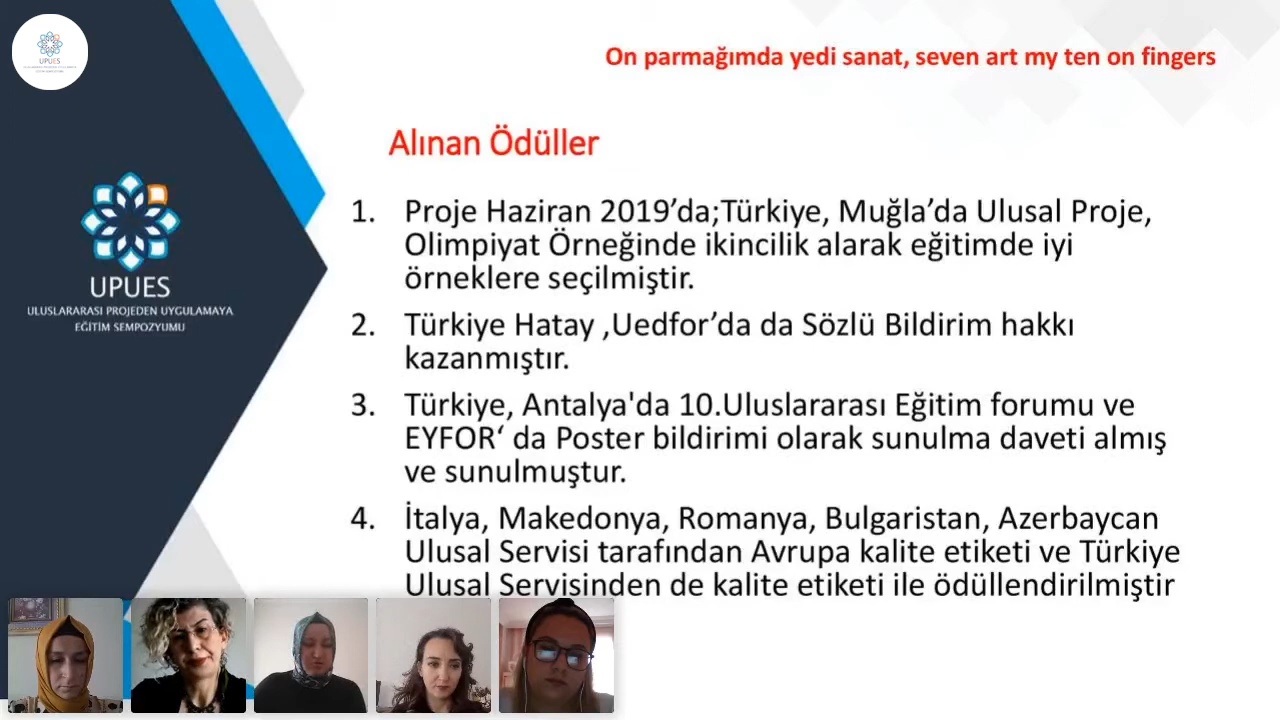 UPUES
On parmağımda yedi sanat, seven art my ten on fingers
Alınan Ödüller
1. Proje Haziran 2019’da;Türkiye, Muğla’da Ulusal Proje,
Olimpiyat Örneğinde ikincilik alarak eğitimde iyi
örneklere seçilmiştir.
2. Türkiye Hatay ,Uedfor’da da Sözlü Bildirim hakkı
kazanmıştır.
3. Türkiye, Antalya'da 10.Uluslararası Eğitim forumu ve
EYFOR‘ da Poster bildirimi olarak sunulma daveti almış
ve sunulmuştur.
4. İtalya, Makedonya, Romanya, Bulgaristan, Azerbaycan
Ulusal Servisi tarafından Avrupa kalite etiketi ve Türkiye
Ulusal Servisinden de kalite etiketi ile ödüllendirilmiştir
UPUES
ULUSLARARASI PROJEDEN UYGULAMAYA
EĞİTİM SEMPOZYUMU